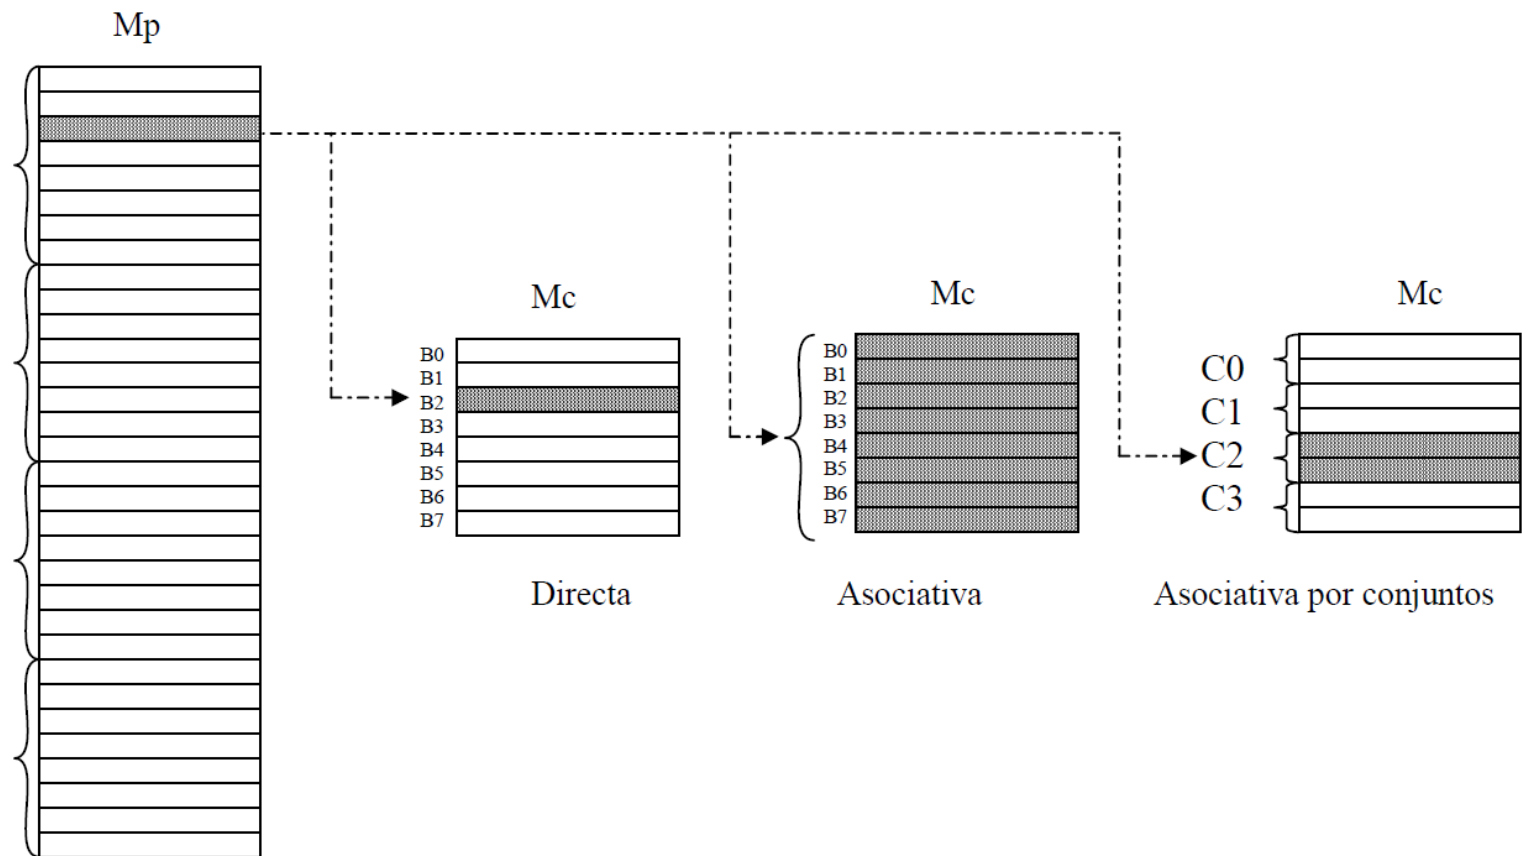 Mp
Mc
B0
B1
B2
B3
B4
B5
B6
B7
Directa
Mc
B0
B1
B2
B3
B4
B5
B6
B7
Asociativa
Mc
C0
C1
C2
C3
Asociativa por conjuntos